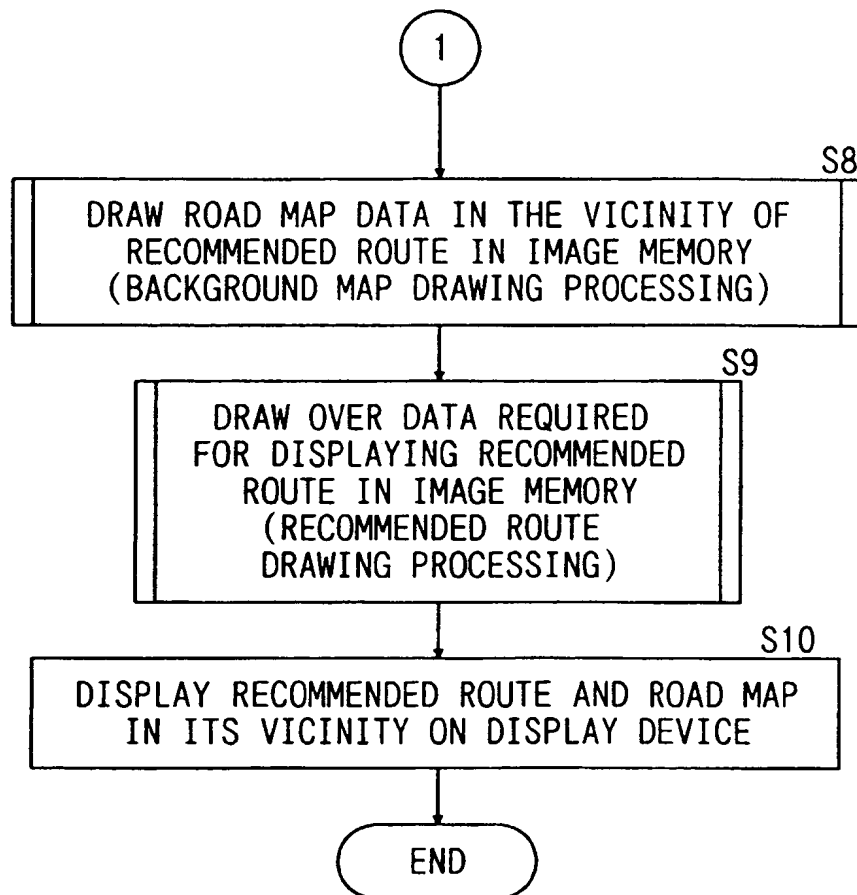 1
S8
DRAW ROAD MAP DATA IN THE VICINITY OF
RECOMMENDED ROUTE IN IMAGE MEMORY
(BACKGROUND MAP DRAWING PROCESSING)
S9
DRAW OVER DATA REQUIRED
FOR DISPLAYING RECOMMENDED
ROUTE IN IMAGE MEMORY
(RECOMMENDED ROUTE
DRAWING PROCESSING)
S10
DISPLAY RECOMMENDED ROUTE AND ROAD MAP
IN ITS VICINITY ON DISPLAY DEVICE
END